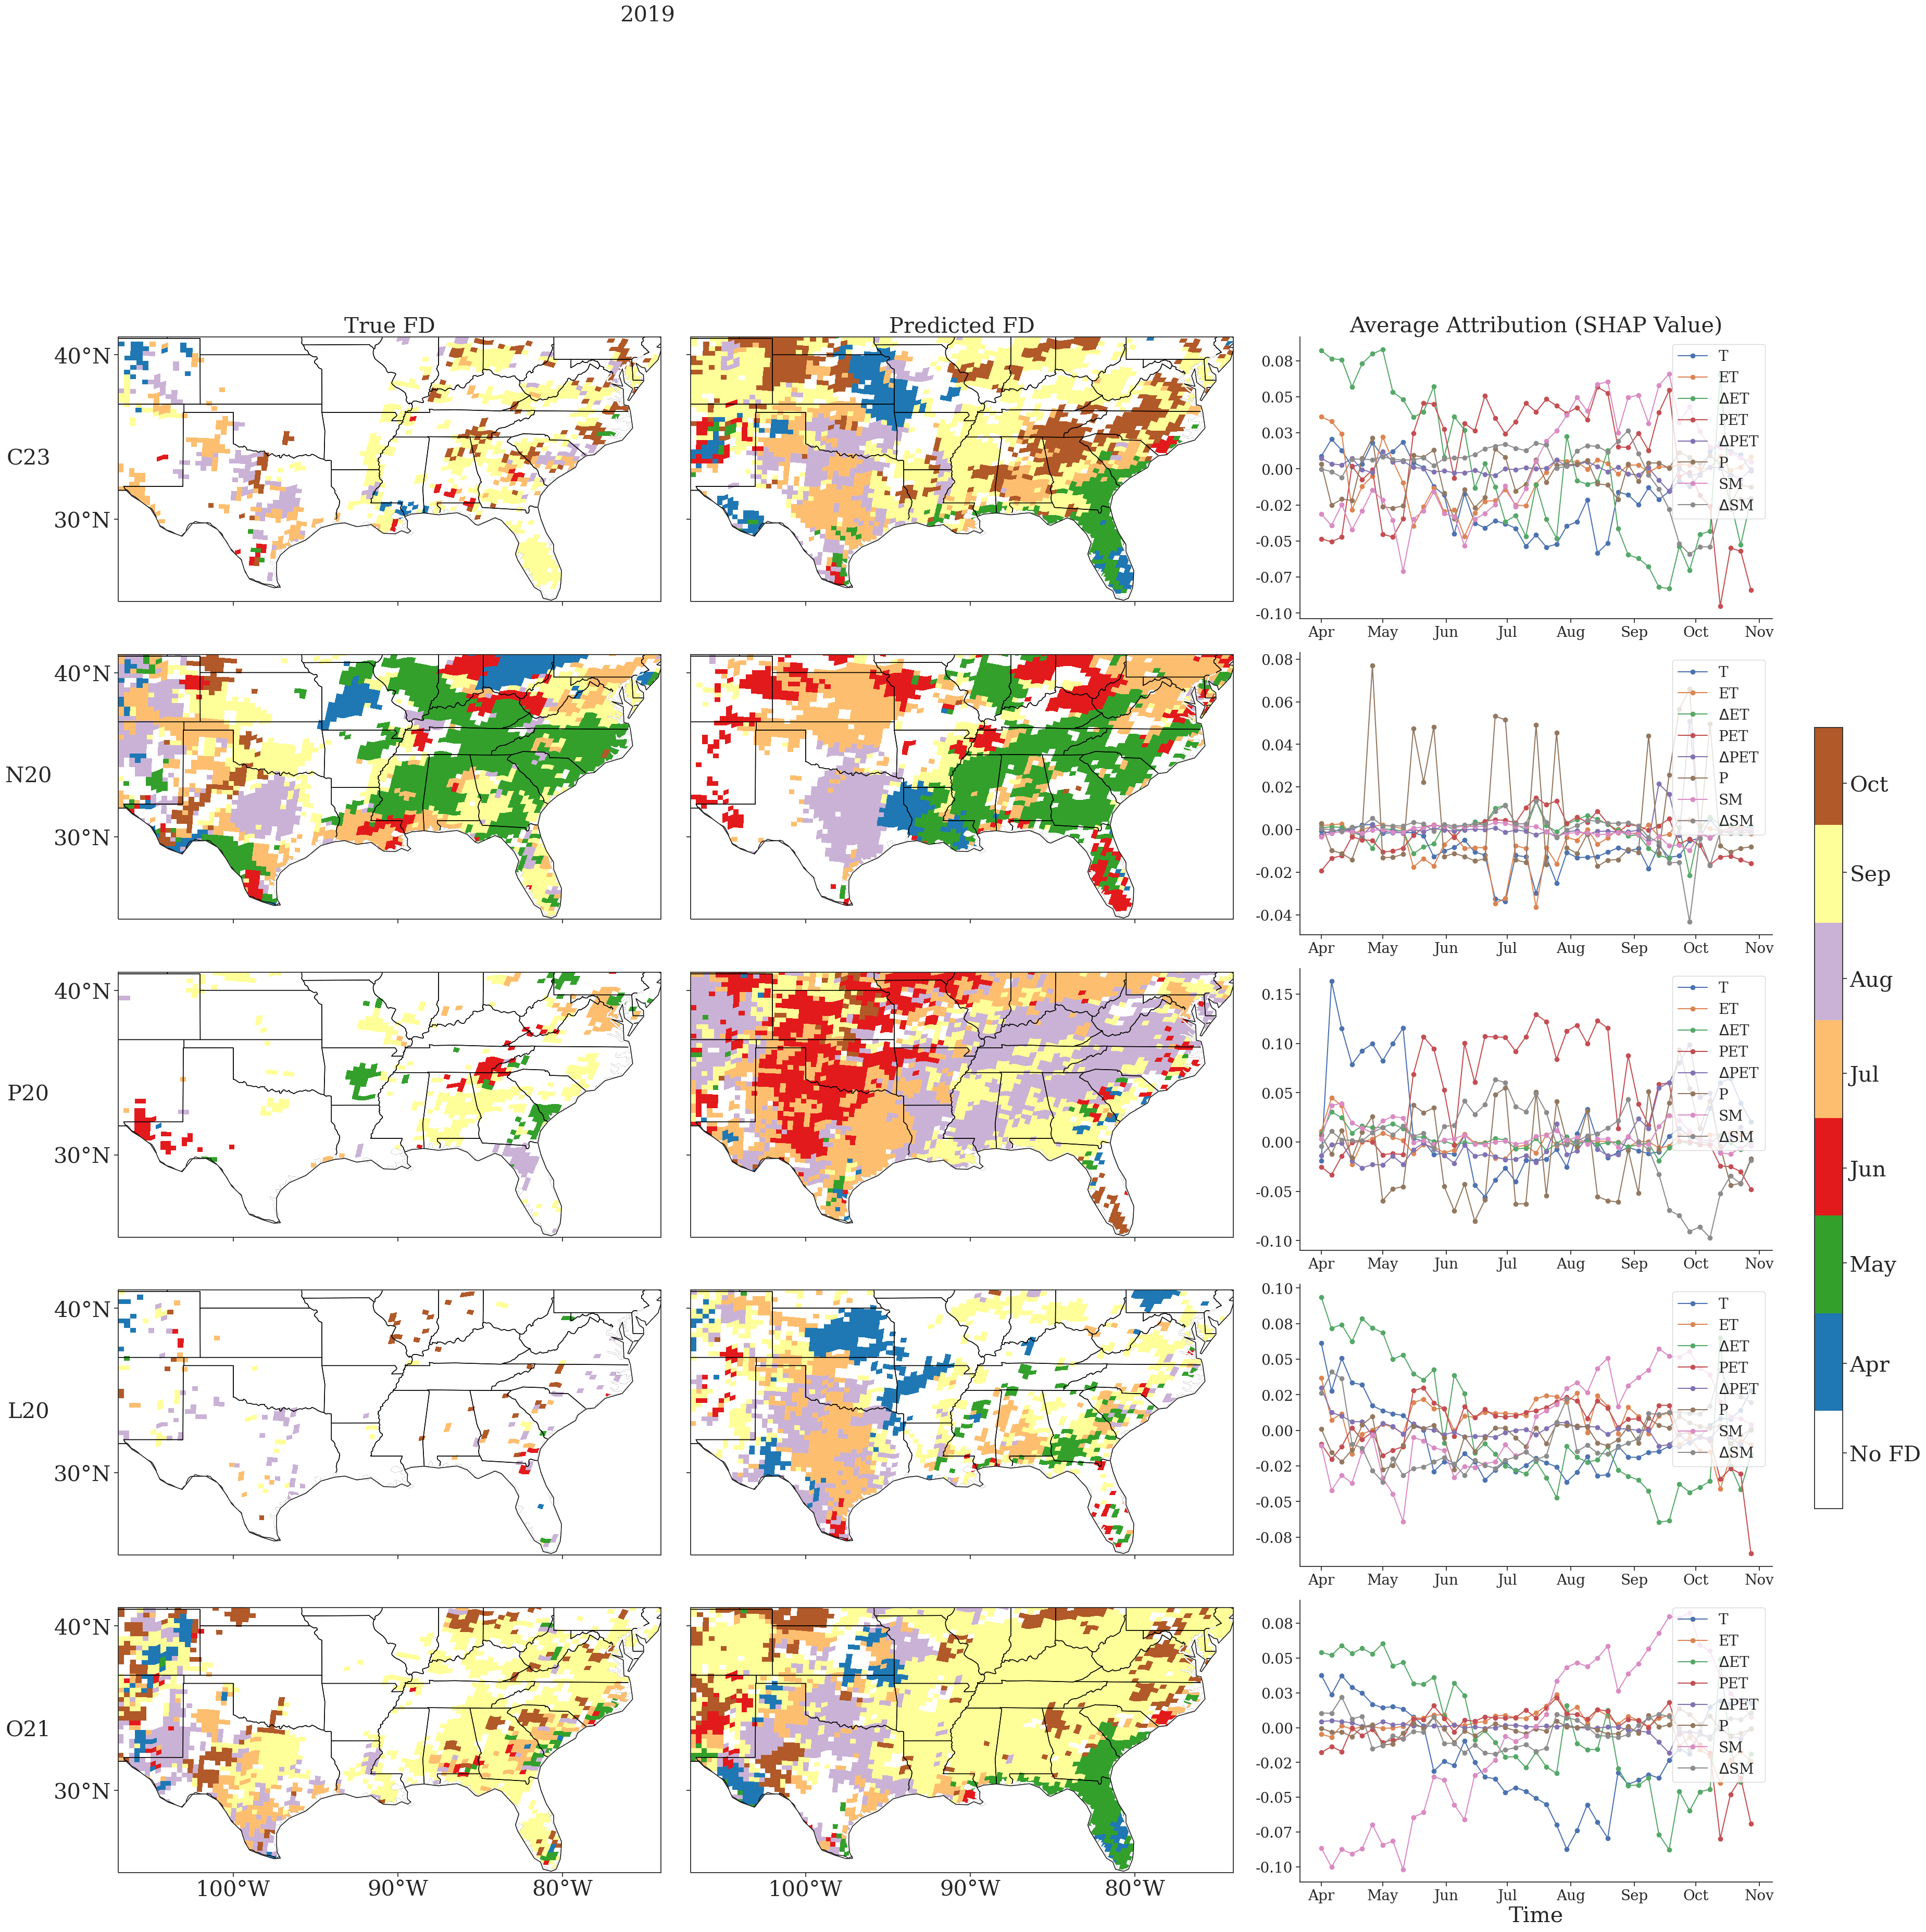 2019
True FD
Predicted FD
Average Attribution (SHAP Value)
C23
40°N
30°N
0.08
0.05
0.03
0.00
-0.02
-0.05
-0.07
-0.10
Apr May Jun Jul Aug Sep Oct Nov
T
ET
ΔET
PET
ΔPET
P
SM
ΔSM
N20
40°N
30°N
0.08
0.06
0.04
0.02
0.00
-0.02
-0.04
Apr May Jun Jul Aug Sep Oct Nov
T
ET
ΔET
PET
ΔPET
P
SM
ΔSM
P20
40°N
30°N
0.15
0.10
0.05
0.00
-0.05
-0.10
Apr May Jun Jul Aug Sep Oct Nov
T
ET
ΔET
PET
ΔPET
P
SM
ΔSM
L20
40°N
30°N
0.10
0.08
0.05
0.02
0.00
-0.02
-0.05
-0.08
Apr May Jun Jul Aug Sep Oct Nov
T
ET
ΔET
PET
ΔPET
P
SM
ΔSM
O21
40°N
30°N
100°W 90°W 80°W
100°W 90°W 80°W
0.08
0.05
0.03
0.00
-0.02
-0.05
-0.07
-0.10
Apr May Jun Jul Aug Sep Oct Nov
Time
T
ET
ΔET
PET
ΔPET
P
SM
ΔSM
Oct
Sep
Aug
Jul
Jun
May
Apr
No FD